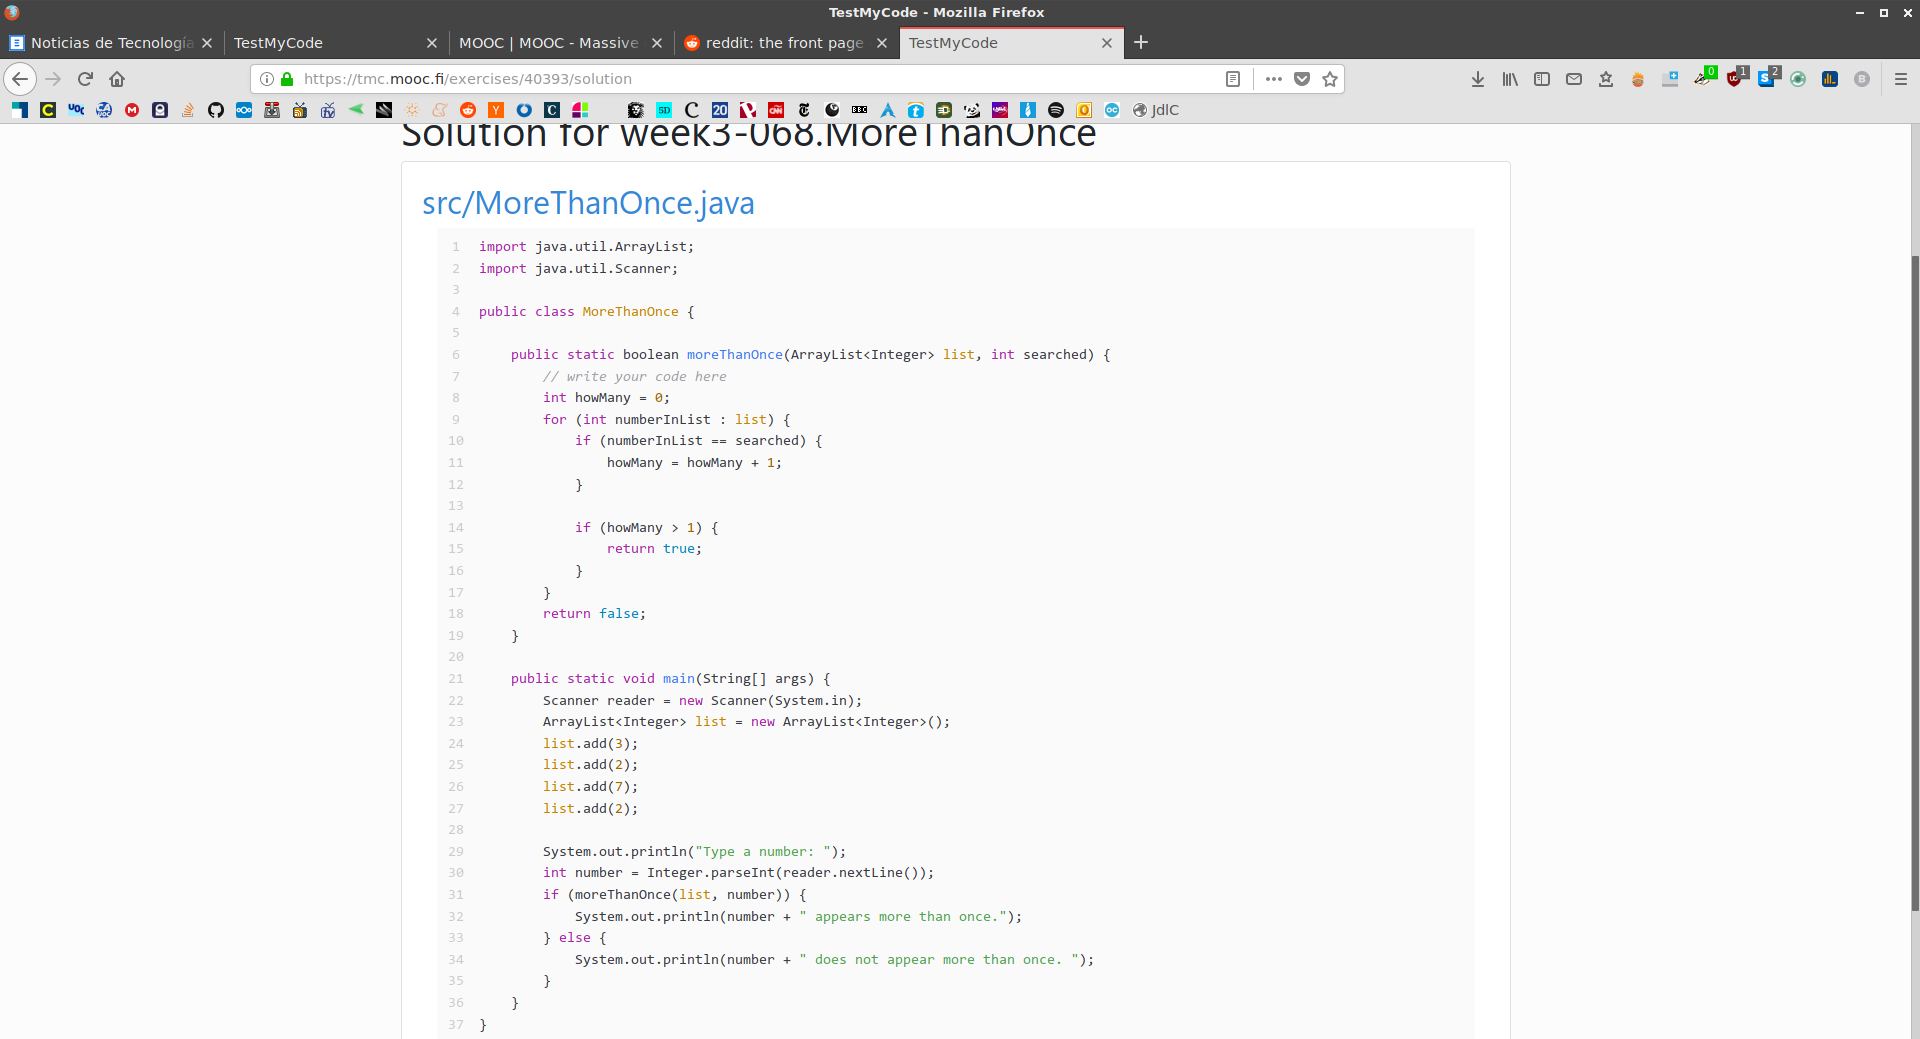 TestMyCode - Mozilla Firefox
Noticias de Tecnología
TestMyCode
MOOC | MOOC - Massive
reddit: the front page
TestMyCode
https://tmc.mooc.fi/exercises/40393/solution
0
1
2
JdlC
Solution for week3-068.MoreThanOnce
src/MoreThanOnce.java
1 import java.util.ArrayList;
2 import java.util.Scanner;
3
4 public class MoreThanOnce {
5
6 public static boolean moreThanOnce(ArrayList<Integer> list, int searched) {
7 // write your code here
8 int howMany = 0;
9 for (int numberInList : list) {
10 if (numberInList == searched) {
11 howMany = howMany + 1;
12 }
13
14 if (howMany > 1) {
15 return true;
16 }
17 }
18 return false;
19 }
20
21 public static void main(String[] args) {
22 Scanner reader = new Scanner(System.in);
23 ArrayList<Integer> list = new ArrayList<Integer>();
24 list.add(3);
25 list.add(2);
26 list.add(7);
27 list.add(2);
28
29 System.out.println("Type a number: ");
30 int number = Integer.parseInt(reader.nextLine());
31 if (moreThanOnce(list, number)) {
32 System.out.println(number + " appears more than once.");
33 } else {
34 System.out.println(number + " does not appear more than once. ");
35 }
36 }
37 }